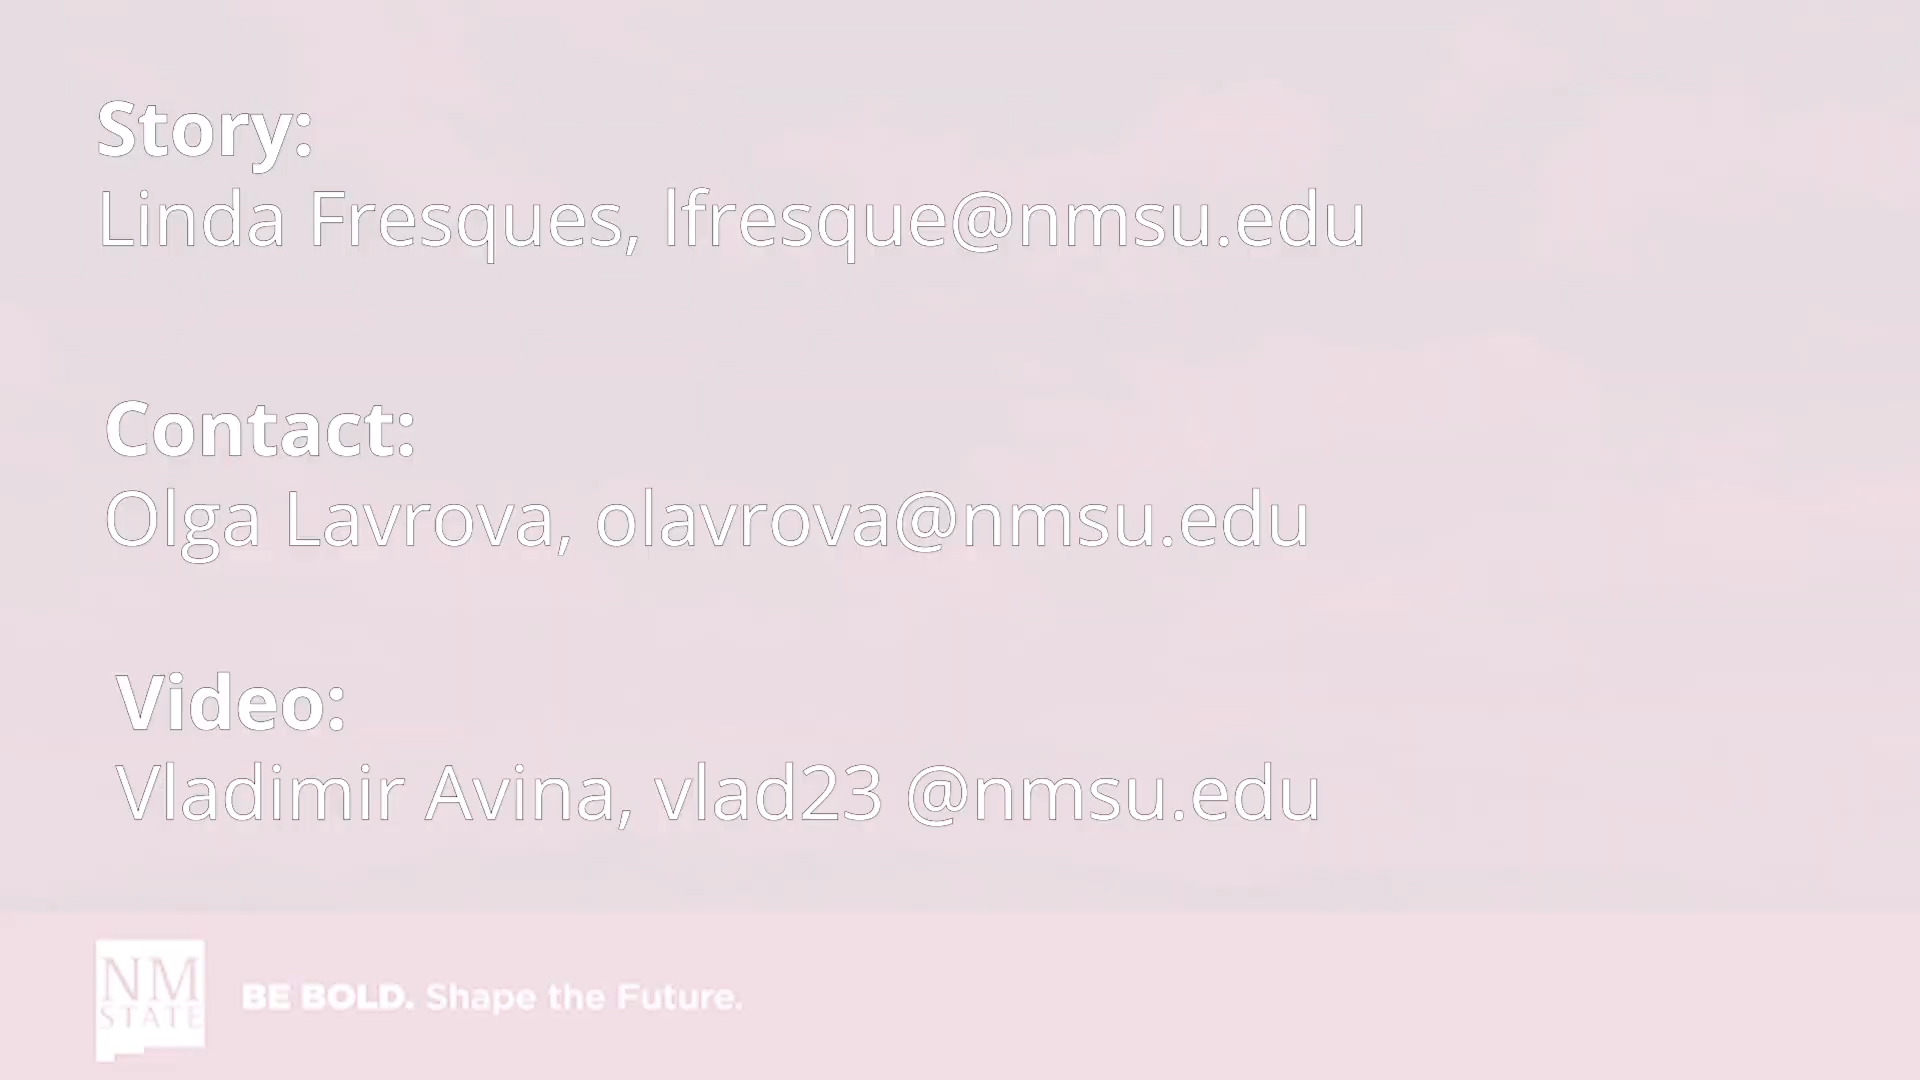 Story:
Linda Fresques, lfresque@nmsu.edu
Contact:
Olga Lavrova, olavrova@nmsu.edu
Video:
Vladimir Avina, vlad23 @nmsu.edu
NM
STATE
BE BOLD. Shape the Future.